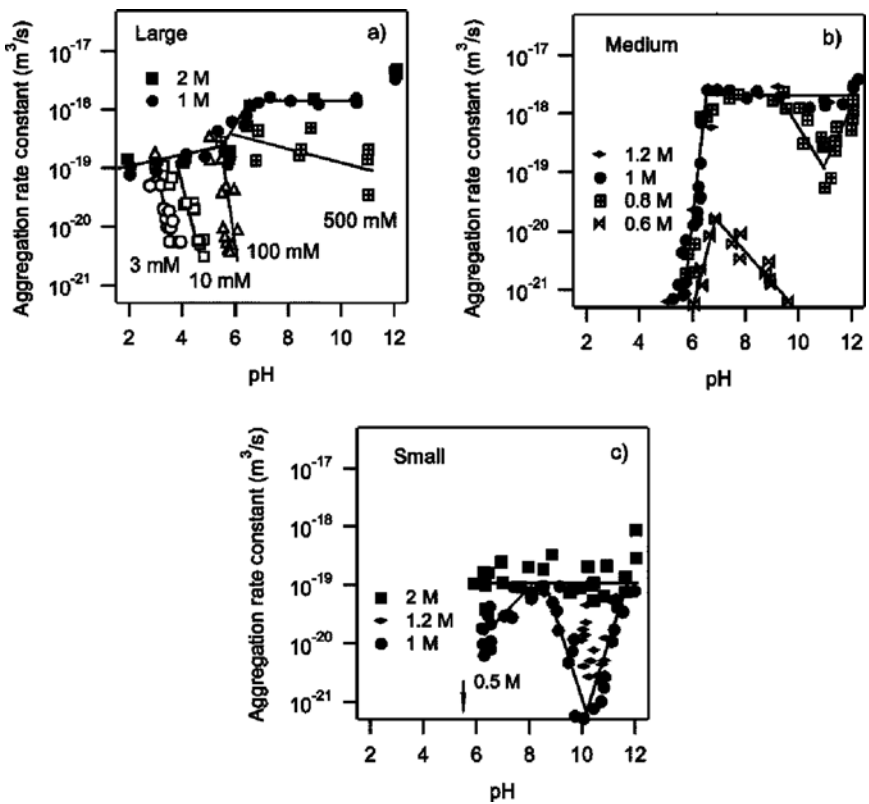 Large
a)
2 M
1 M
10⁻¹⁷
10⁻¹⁸
10⁻¹⁹
10⁻²⁰
10⁻²¹
Aggregation rate constant (m³/s)
3 mM
10 mM
100 mM
500 mM
2 4 6 8 10 12
pH
Medium
b)
1.2 M
1 M
0.8 M
0.6 M
10⁻¹⁷
10⁻¹⁸
10⁻¹⁹
10⁻²⁰
10⁻²¹
Aggregation rate constant (m³/s)
2 4 6 8 10 12
pH
Small
c)
2 M
1.2 M
1 M
0.5 M
10⁻¹⁷
10⁻¹⁸
10⁻¹⁹
10⁻²⁰
10⁻²¹
Aggregation rate constant (m³/s)
2 4 6 8 10 12
pH